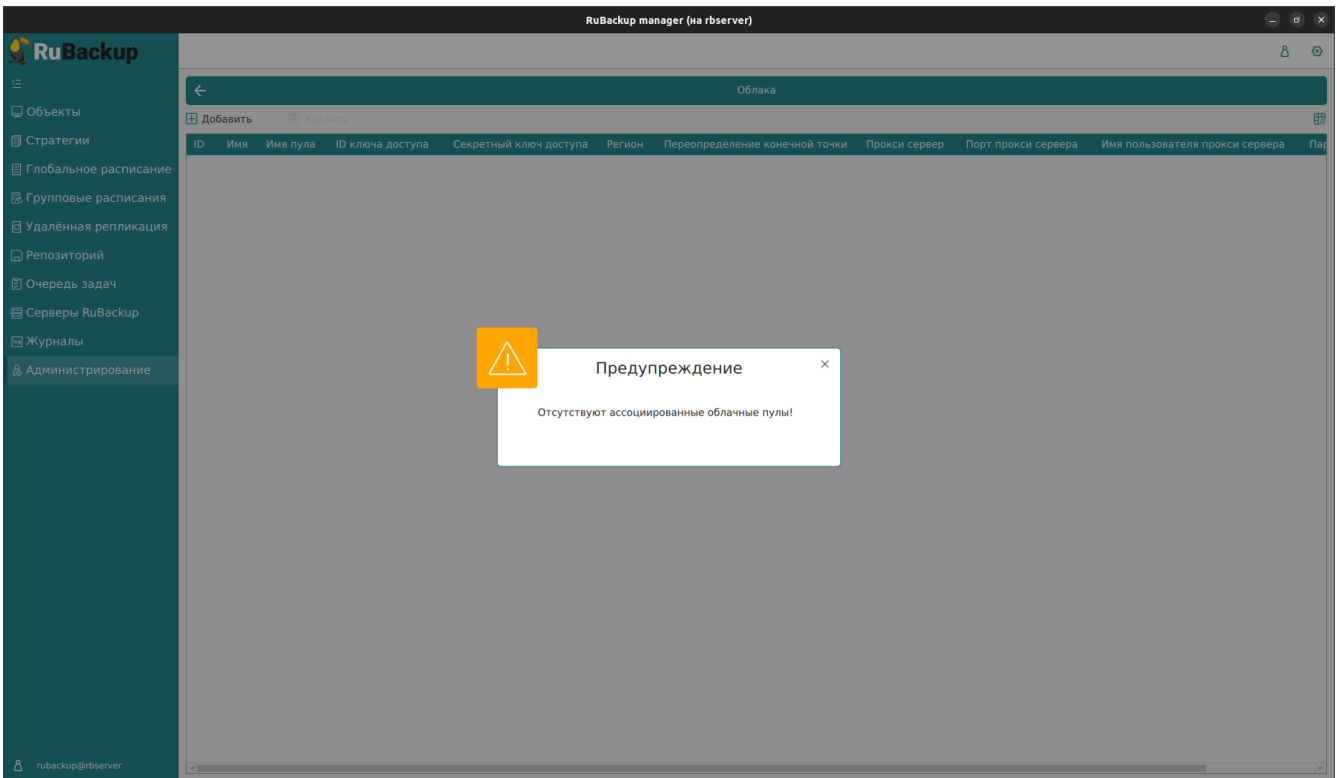 RuBackup manager (на rbserver)
RuBackup
Облака
Объекты
Добавить Удалить
Стратегии
ID Имя Имя пула ID ключа доступа Секретный ключ доступа Регион Переопределение конечной точки Прокси сервер Порт прокси сервера Имя пользователя прокси сервера Пар
Глобальное расписание
Групповые расписания
Удалённая репликация
Репозиторий
Очередь задач
Серверы RuBackup
Журналы
Администрирование
Предупреждение
Отсутствуют ассоциированные облачные пулы!
rubackup@rbserver